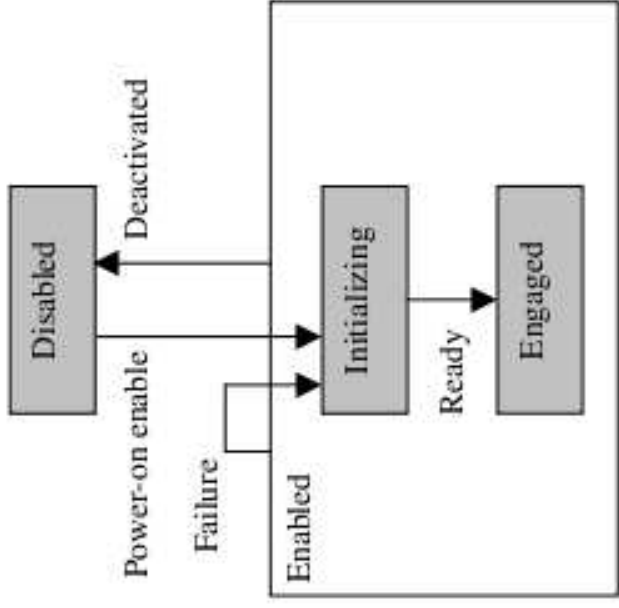 Disabled
Power-on enable
Deactivated
Failure
Enabled
Initializing
Ready
Engaged